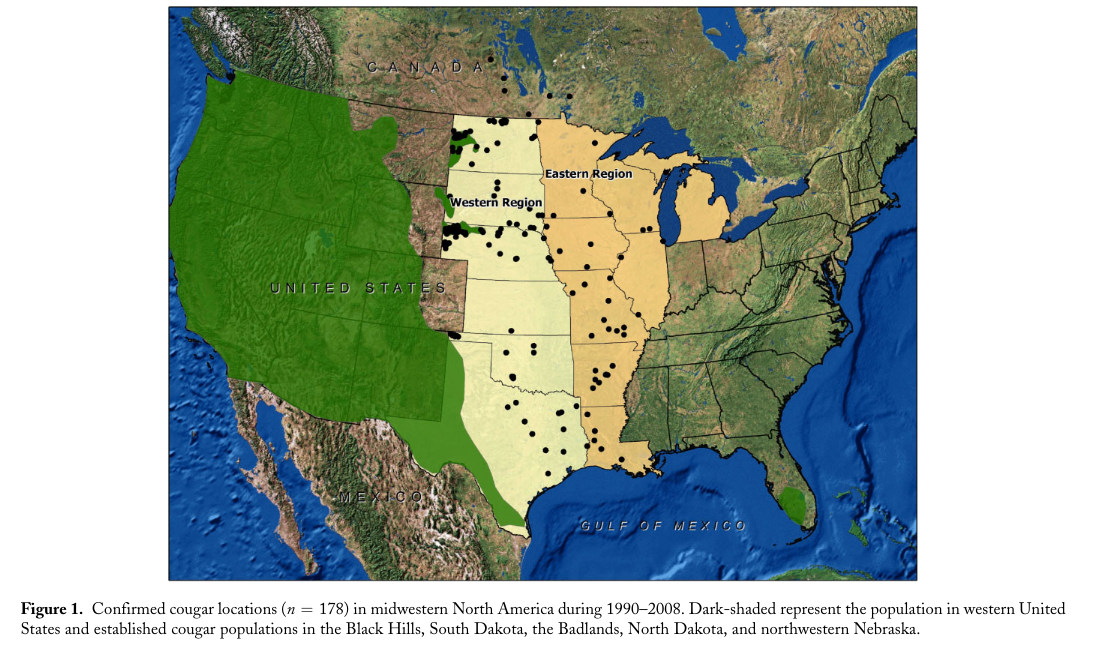 CANADA
Eastern Region
Western Region
UNITED STATES
MEXICO
GULF OF MEXICO
Figure 1. Confirmed cougar locations (n = 178) in midwestern North America during 1990–2008. Dark-shaded represent the population in western United
States and established cougar populations in the Black Hills, South Dakota, the Badlands, North Dakota, and northwestern Nebraska.